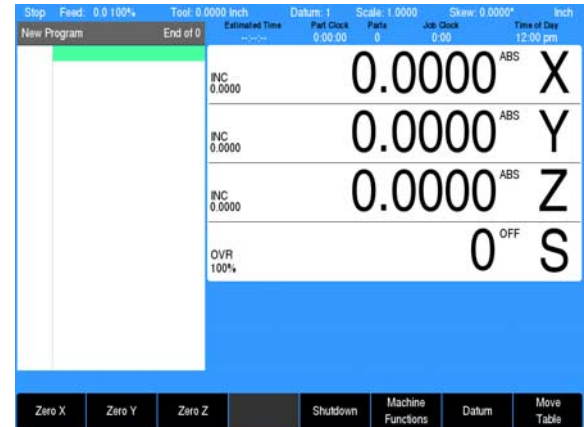 Stop Feed: 0.0 100% Tool: 0.0000 Inch Datum: 1 Scale: 1.0000 Skew: 0.0000° Inch
New Program End of 0
Estimated Time Part Clock Parts Job Clock Time of Day
--:--:-- 0:00:00 0 0:00 12:00 pm
INC 0.0000 0.0000 ABS X
INC 0.0000 0.0000 ABS Y
INC 0.0000 0.0000 ABS Z
OVR 100% 0 OFF S
Zero X Zero Y Zero Z Shutdown Machine Functions Datum Move Table